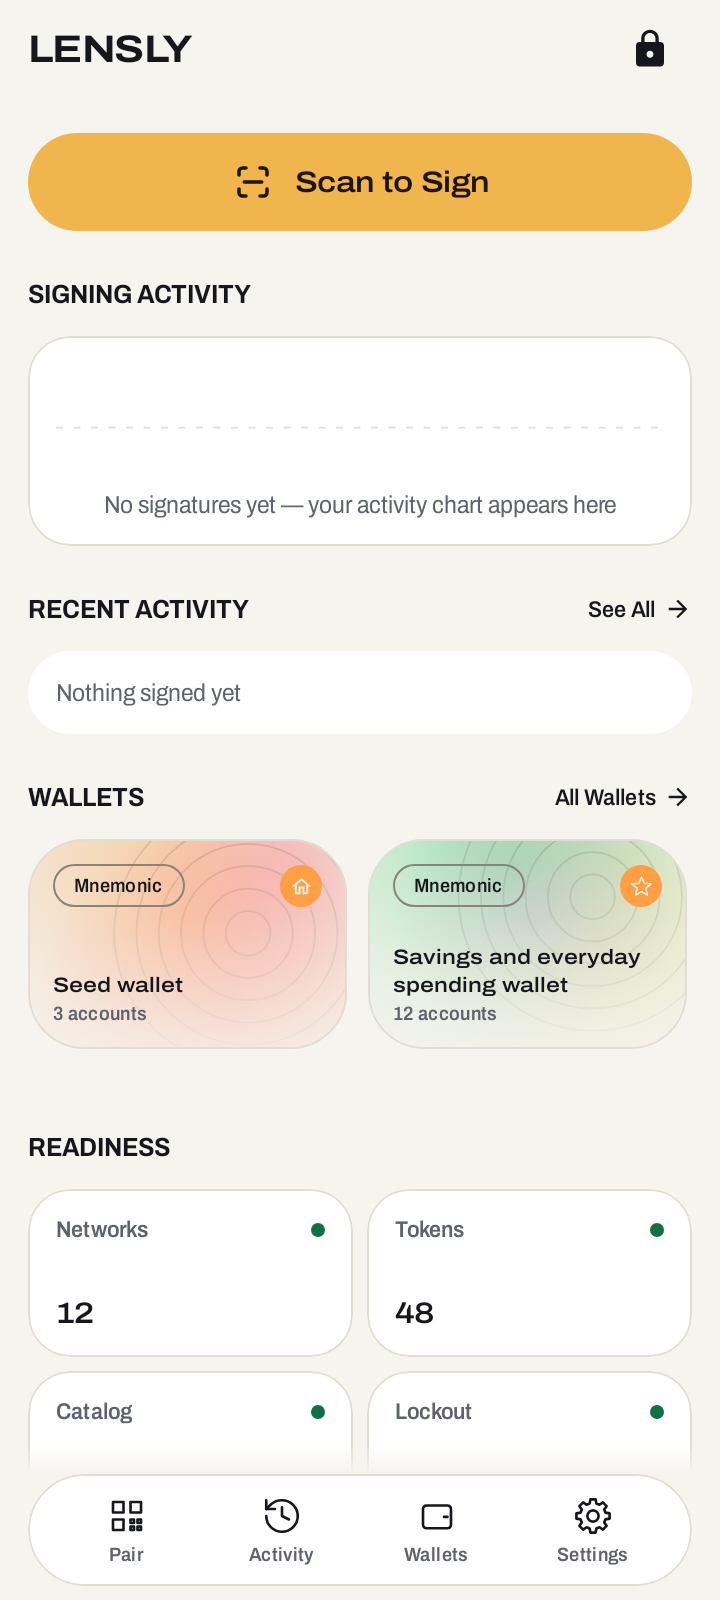 LENSLY
Scan to Sign
SIGNING ACTIVITY
No signatures yet — your activity chart appears here
RECENT ACTIVITY
See All
Nothing signed yet
WALLETS
All Wallets
Mnemonic
Seed wallet
3 accounts
Mnemonic
Savings and everyday
spending wallet
12 accounts
READINESS
Networks
12
Tokens
48
Catalog
Lockout
Pair
Activity
Wallets
Settings